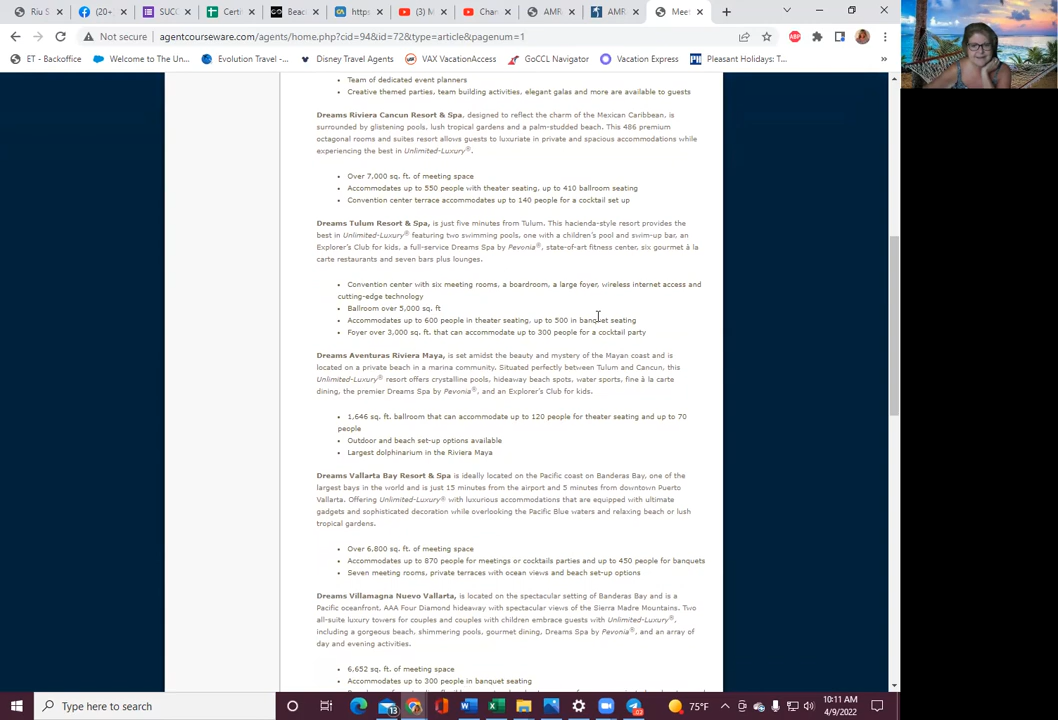 Riu S
(20+
SUCC
Certi
Beac
https
(3) M
Chan
AMR
AMR
Meet
Not secure
agentcourseware.com/agents/home.php?cid=94&id=72&type=article&pagenum=1
ABP
ET - Backoffice
Welcome to The Un...
Evolution Travel -...
Disney Travel Agents
VAX VacationAccess
GoCCL Navigator
Vacation Express
Pleasant Holidays: T...
• Team of dedicated event planners
• Creative themed parties, team building activities, elegant galas and more are available to guests
Dreams Riviera Cancun Resort & Spa, designed to reflect the charm of the Mexican Caribbean, is
surrounded by glistening pools, lush tropical gardens and a palm-studded beach. This 486 premium
octagonal rooms and suites resort allows guests to luxuriate in private and spacious accommodations while
experiencing the best in Unlimited-Luxury®.
• Over 7,000 sq. ft. of meeting space
• Accommodates up to 550 people with theater seating, up to 410 ballroom seating
• Convention center terrace accommodates up to 140 people for a cocktail set up
Dreams Tulum Resort & Spa, is just five minutes from Tulum. This hacienda-style resort provides the
best in Unlimited-Luxury® featuring two swimming pools, one with a children's pool and swim-up bar, an
Explorer's Club for kids, a full-service Dreams Spa by Pevonia®, state-of-art fitness center, six gourmet à la
carte restaurants and seven bars plus lounges.
• Convention center with six meeting rooms, a boardroom, a large foyer, wireless internet access and
cutting-edge technology
• Ballroom over 5,000 sq. ft
• Accommodates up to 600 people in theater seating, up to 500 in banquet seating
• Foyer over 3,000 sq. ft. that can accommodate up to 300 people for a cocktail party
Dreams Aventuras Riviera Maya, is set amidst the beauty and mystery of the Mayan coast and is
located on a private beach in a marina community. Situated perfectly between Tulum and Cancun, this
Unlimited-Luxury® resort offers crystalline pools, hideaway beach spots, water sports, fine à la carte
dining, the premier Dreams Spa by Pevonia®, and an Explorer's Club for kids.
• 1,646 sq. ft. ballroom that can accommodate up to 120 people for theater seating and up to 70
people
• Outdoor and beach set-up options available
• Largest dolphinarium in the Riviera Maya
Dreams Vallarta Bay Resort & Spa is ideally located on the Pacific coast on Banderas Bay, one of the
largest bays in the world and is just 15 minutes from the airport and 5 minutes from downtown Puerto
Vallarta. Offering Unlimited-Luxury® with luxurious accommodations that are equipped with ultimate
gadgets and sophisticated decoration while overlooking the Pacific Blue waters and relaxing beach or lush
tropical gardens.
• Over 6,800 sq. ft. of meeting space
• Accommodates up to 870 people for meetings or cocktails parties and up to 450 people for banquets
• Seven meeting rooms, private terraces with ocean views and beach set-up options
Dreams Villamagna Nuevo Vallarta, is located on the spectacular setting of Banderas Bay and is a
Pacific oceanfront, AAA Four Diamond hideaway with spectacular views of the Sierra Madre Mountains. Two
all-suite luxury towers for couples and couples with children embrace guests with Unlimited-Luxury®,
including a gorgeous beach, shimmering pools, gourmet dining, Dreams Spa by Pevonia®, and an array of
day and evening activities.
• 6,652 sq. ft. of meeting space
• Accommodates up to 300 people in banquet seating
Type here to search
13
75°F
10:11 AM
4/9/2022